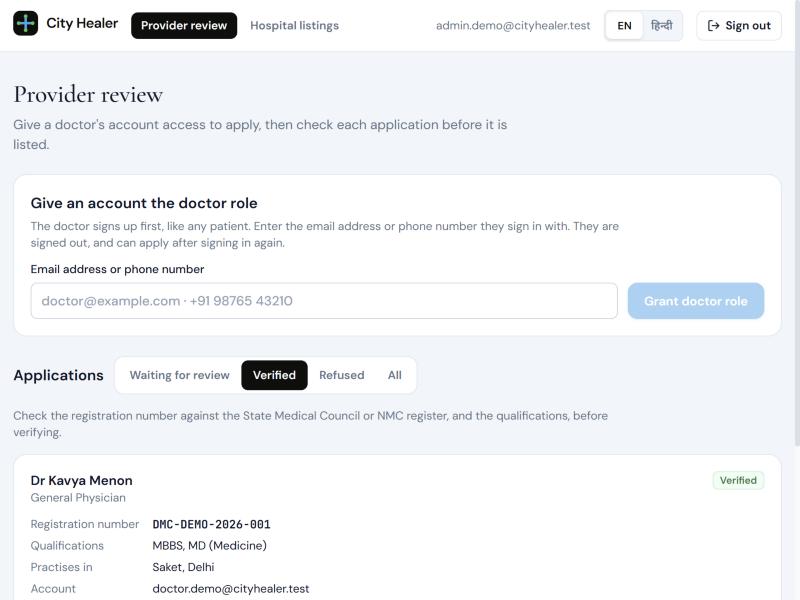 City Healer
Provider review
Hospital listings
admin.demo@cityhealer.test
EN
हिन्दी
Sign out
Provider review
Give a doctor's account access to apply, then check each application before it is
listed.
Give an account the doctor role
The doctor signs up first, like any patient. Enter the email address or phone number they sign in with. They are
signed out, and can apply after signing in again.
Email address or phone number
doctor@example.com · +91 98765 43210
Grant doctor role
Applications
Waiting for review
Verified
Refused
All
Check the registration number against the State Medical Council or NMC register, and the qualifications, before
verifying.
Dr Kavya Menon
Verified
General Physician
Registration number DMC-DEMO-2026-001
Qualifications MBBS, MD (Medicine)
Practises in Saket, Delhi
Account doctor.demo@cityhealer.test